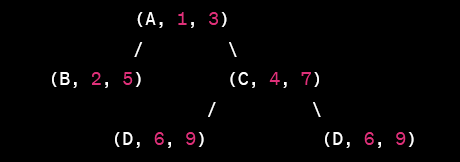 (A, 1, 3)
/ \
(B, 2, 5) (C, 4, 7)
/ \
(D, 6, 9) (D, 6, 9)